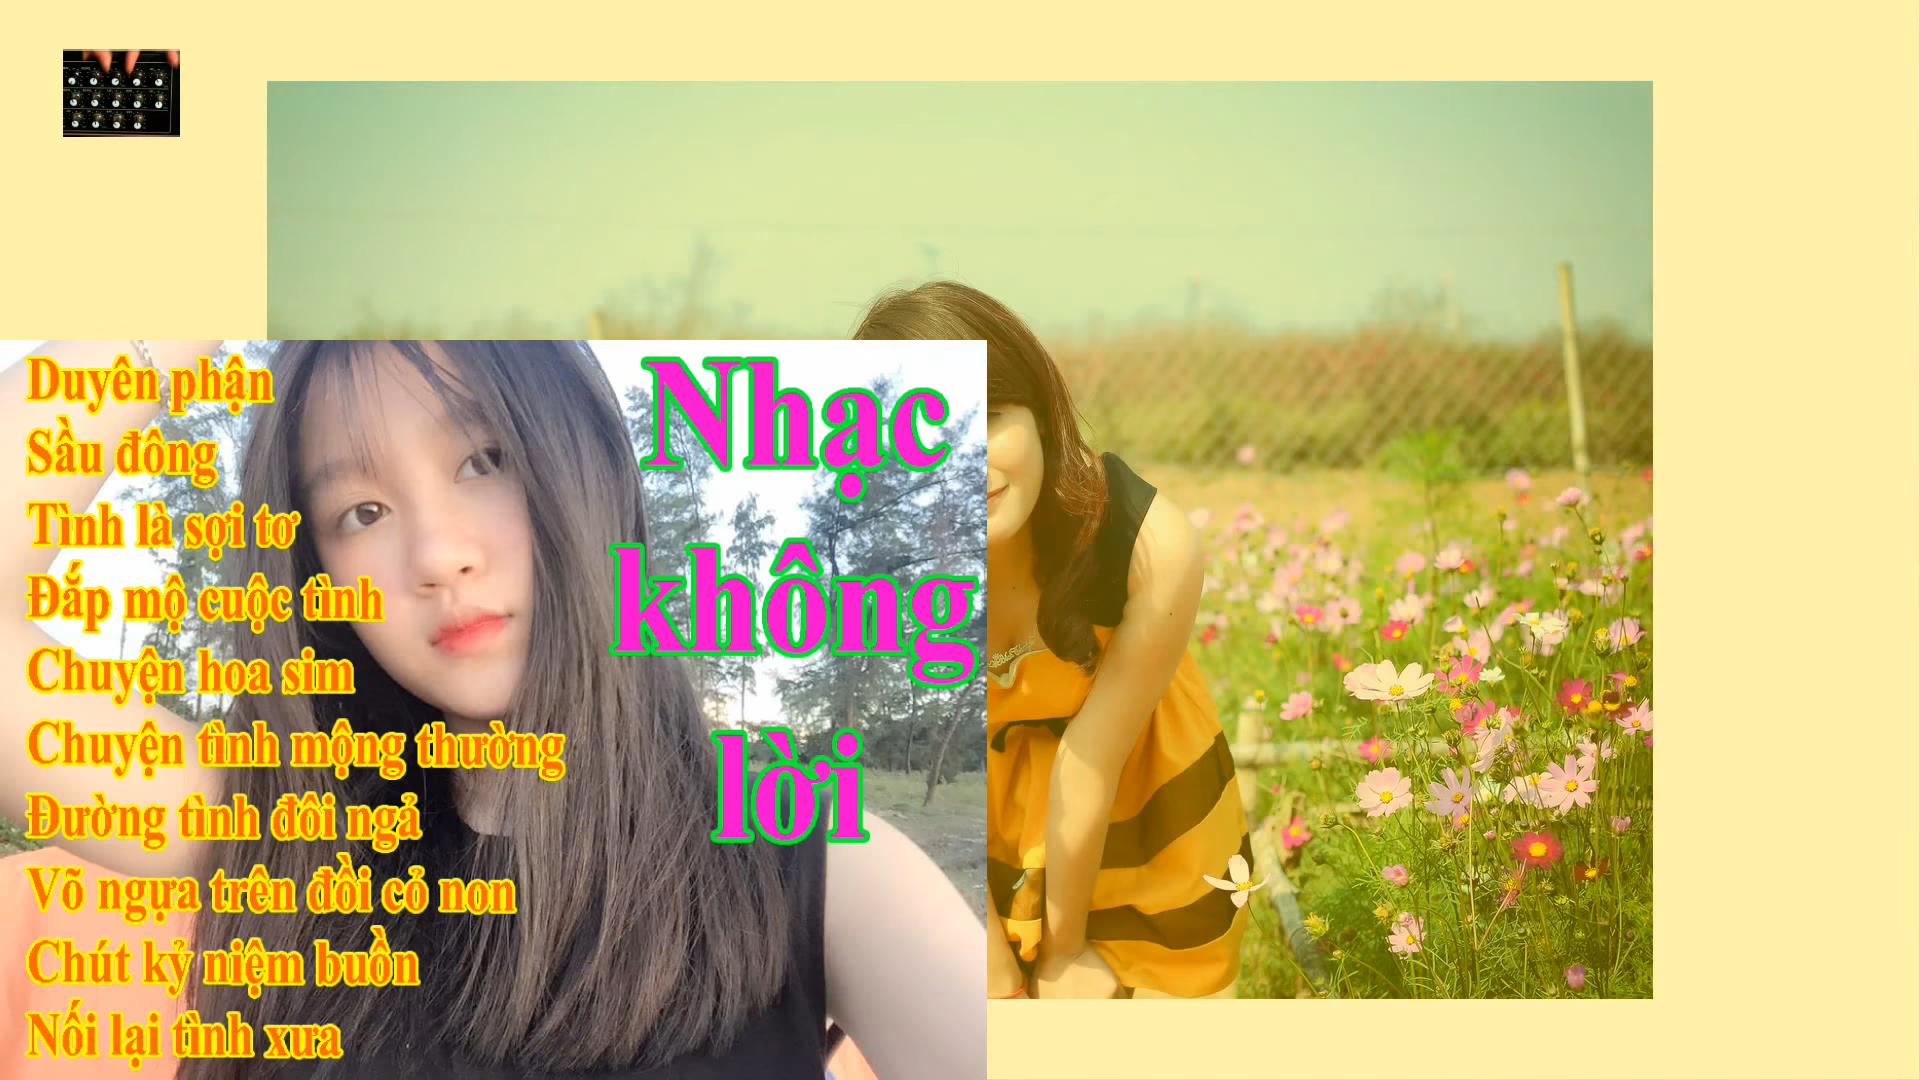 Duyên phận
Sầu đông
Tình là sợi tơ
Đắp mộ cuộc tình
Chuyện hoa sim
Chuyện tình mộng thường
Đường tình đôi ngả
Võ ngựa trên đồi cỏ non
Chút kỷ niệm buồn
Nối lại tình xưa
Nhạc
không
lời